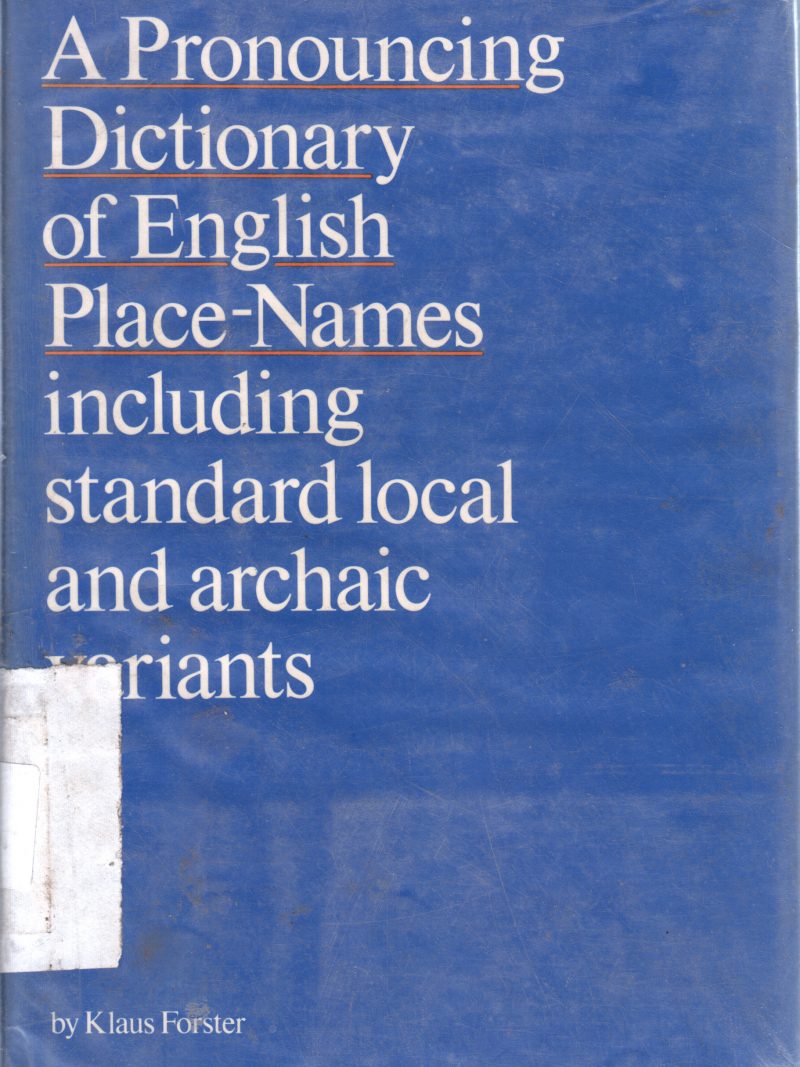 A Pronouncing
Dictionary
of English
Place-Names
including
standard local
and archaic
variants
by Klaus Forster